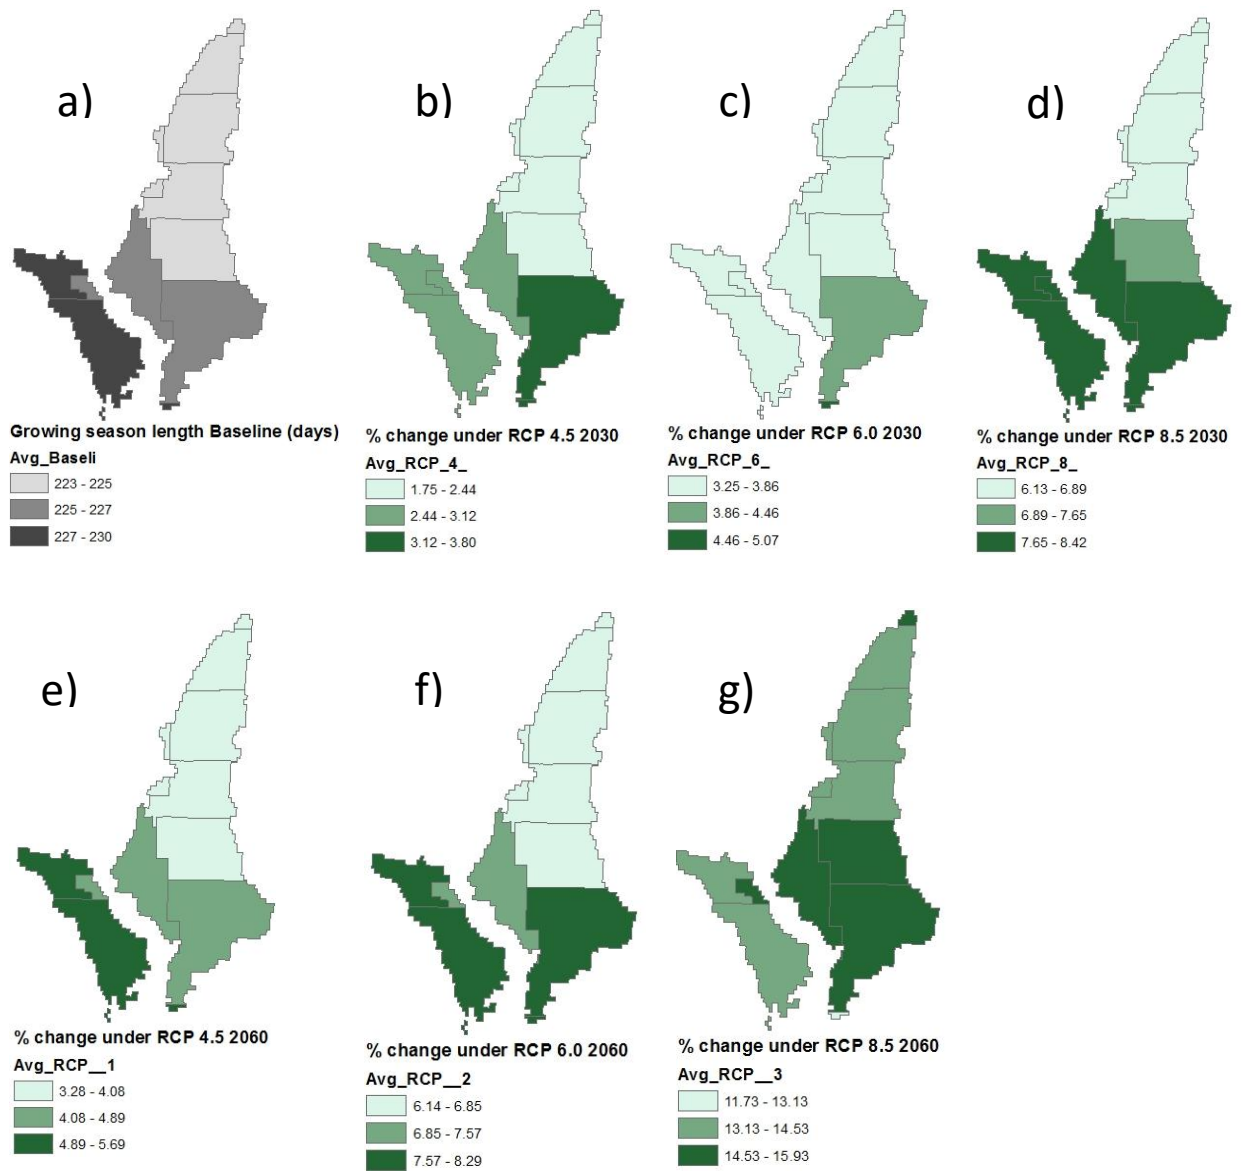 a)
b)
c)
d)
Growing season length Baseline (days)
Avg_Baseli
223 - 225
225 - 227
227 - 230
% change under RCP 4.5 2030
Avg_RCP_4_
1.75 - 2.44
2.44 - 3.12
3.12 - 3.80
% change under RCP 6.0 2030
Avg_RCP_6_
3.25 - 3.86
3.86 - 4.46
4.46 - 5.07
% change under RCP 8.5 2030
Avg_RCP_8_
6.13 - 6.89
6.89 - 7.65
7.65 - 8.42
e)
f)
g)
% change under RCP 4.5 2060
Avg_RCP__1
3.28 - 4.08
4.08 - 4.89
4.89 - 5.69
% change under RCP 6.0 2060
Avg_RCP__2
6.14 - 6.85
6.85 - 7.57
7.57 - 8.29
% change under RCP 8.5 2060
Avg_RCP__3
11.73 - 13.13
13.13 - 14.53
14.53 - 15.93